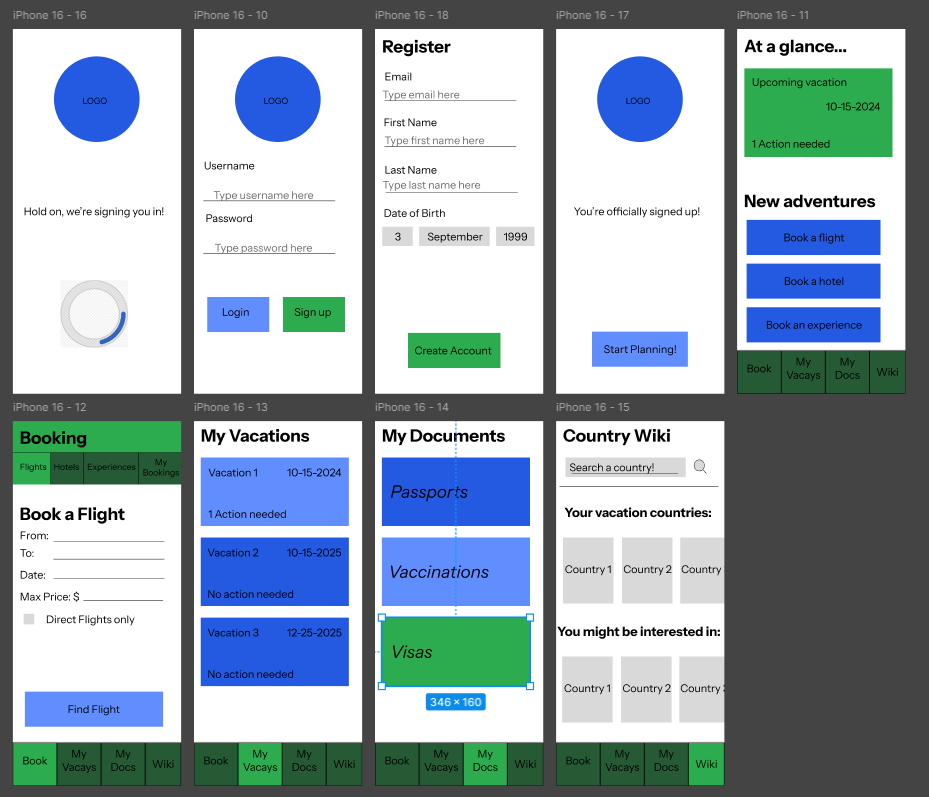 iPhone 16 - 16
LOGO
Hold on, we're signing you in!
iPhone 16 - 10
LOGO
Username
Type username here
Password
Type password here
Login
Sign up
iPhone 16 - 18
Register
Email
Type email here
First Name
Type first name here
Last Name
Type last name here
Date of Birth
3
September
1999
Create Account
iPhone 16 - 17
LOGO
You're officially signed up!
Start Planning!
iPhone 16 - 11
At a glance...
Upcoming vacation
10-15-2024
1 Action needed
New adventures
Book a flight
Book a hotel
Book an experience
Book
My
Vacays
My
Docs
Wiki
iPhone 16 - 12
Booking
Flights
Hotels
Experiences
My
Bookings
Book a Flight
From:
To:
Date:
Max Price: $
Direct Flights only
Find Flight
Book
My
Vacays
My
Docs
Wiki
iPhone 16 - 13
My Vacations
Vacation 1
10-15-2024
1 Action needed
Vacation 2
10-15-2025
No action needed
Vacation 3
12-25-2025
No action needed
Book
My
Vacays
My
Docs
Wiki
iPhone 16 - 14
My Documents
Passports
Vaccinations
Visas
346 × 160
Book
My
Vacays
My
Docs
Wiki
iPhone 16 - 15
Country Wiki
Search a country!
Your vacation countries:
Country 1
Country 2
Country
You might be interested in:
Country 1
Country 2
Country
Book
My
Vacays
My
Docs
Wiki